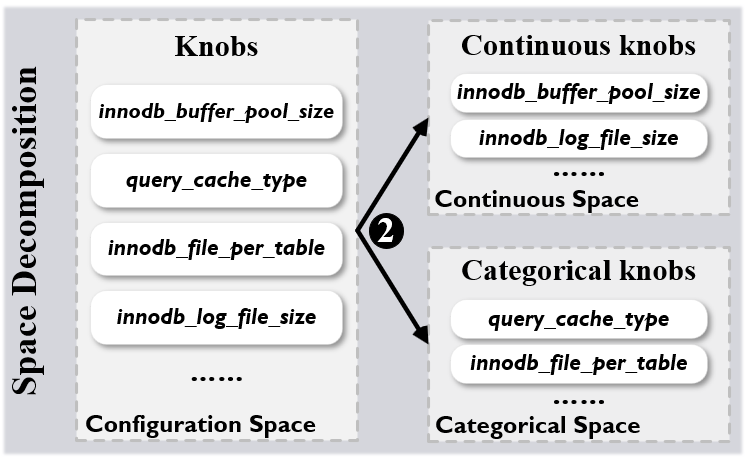 Space Decomposition
Knobs
innodb_buffer_pool_size
query_cache_type
innodb_file_per_table
innodb_log_file_size
......
Configuration Space
2
Continuous knobs
innodb_buffer_pool_size
innodb_log_file_size
......
Continuous Space
Categorical knobs
query_cache_type
innodb_file_per_table
......
Categorical Space